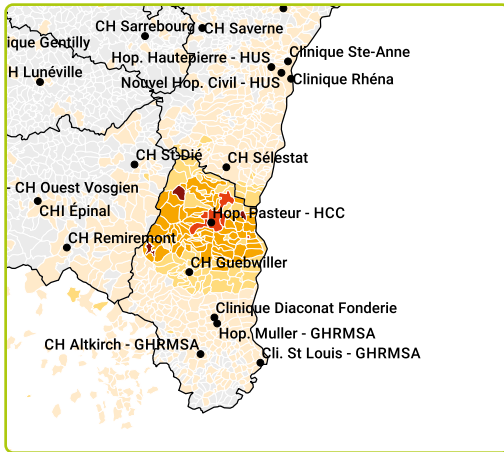 CH Sarrebourg
CH Saverne
ique Gentilly
Hop. Hautepierre - HUS
Clinique Ste-Anne
H Lunéville
Nouvel Hop. Civil - HUS
Clinique Rhéna
CH St-Dié
CH Sélestat
- CH Ouest Vosgien
CHI Épinal
Hop. Pasteur - HCC
CH Remiremont
CH Guebwiller
Clinique Diaconat Fonderie
Hop. Muller - GHRMSA
CH Altkirch - GHRMSA
Cli. St Louis - GHRMSA